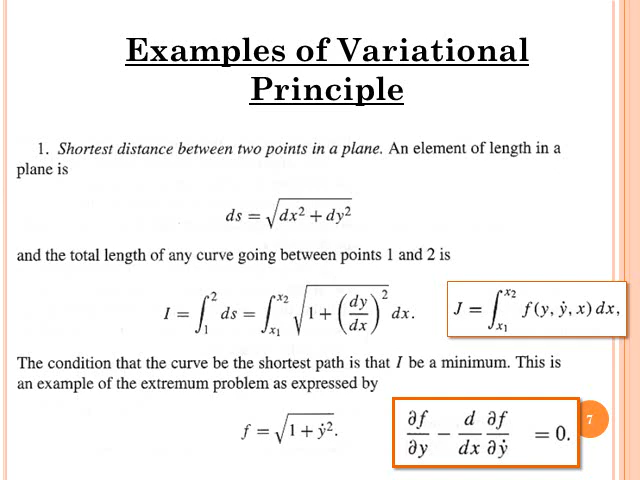 Examples of Variational
Principle
1. Shortest distance between two points in a plane. An element of length in a
plane is
ds = √(dx² + dy²)
and the total length of any curve going between points 1 and 2 is
I = ∫₁² ds = ∫_{x₁}^{x₂} √(1 + (dy/dx)²) dx.
J = ∫_{x₁}^{x₂} f(y, ẏ, x) dx,
The condition that the curve be the shortest path is that I be a minimum. This is
an example of the extremum problem as expressed by
f = √(1 + ẏ²).
∂f/∂y − d/dx ∂f/∂ẏ = 0.
7